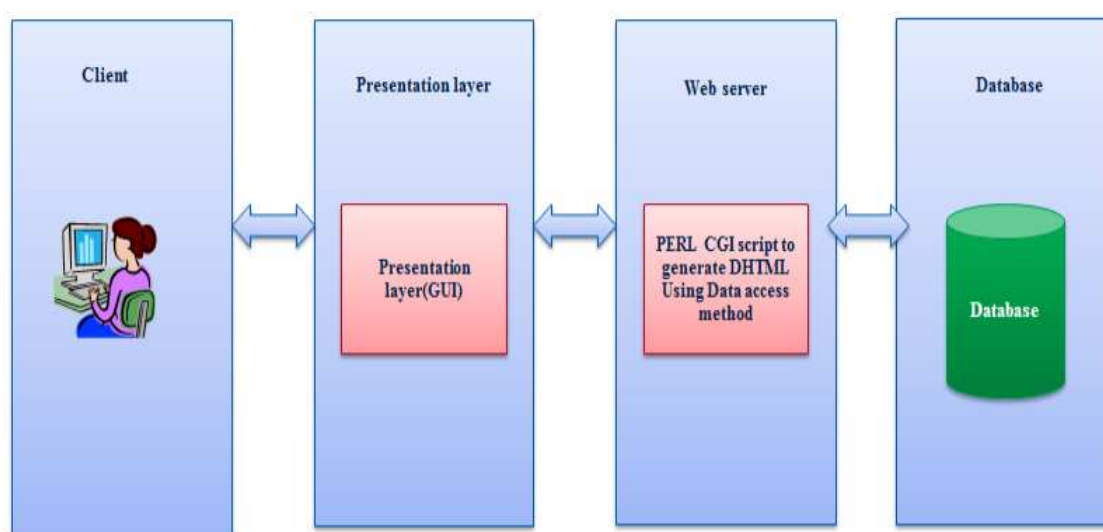 Client
Presentation layer
Presentation
layer(GUI)
Web server
PERL CGI script to
generate DHTML
Using Data access
method
Database
Database